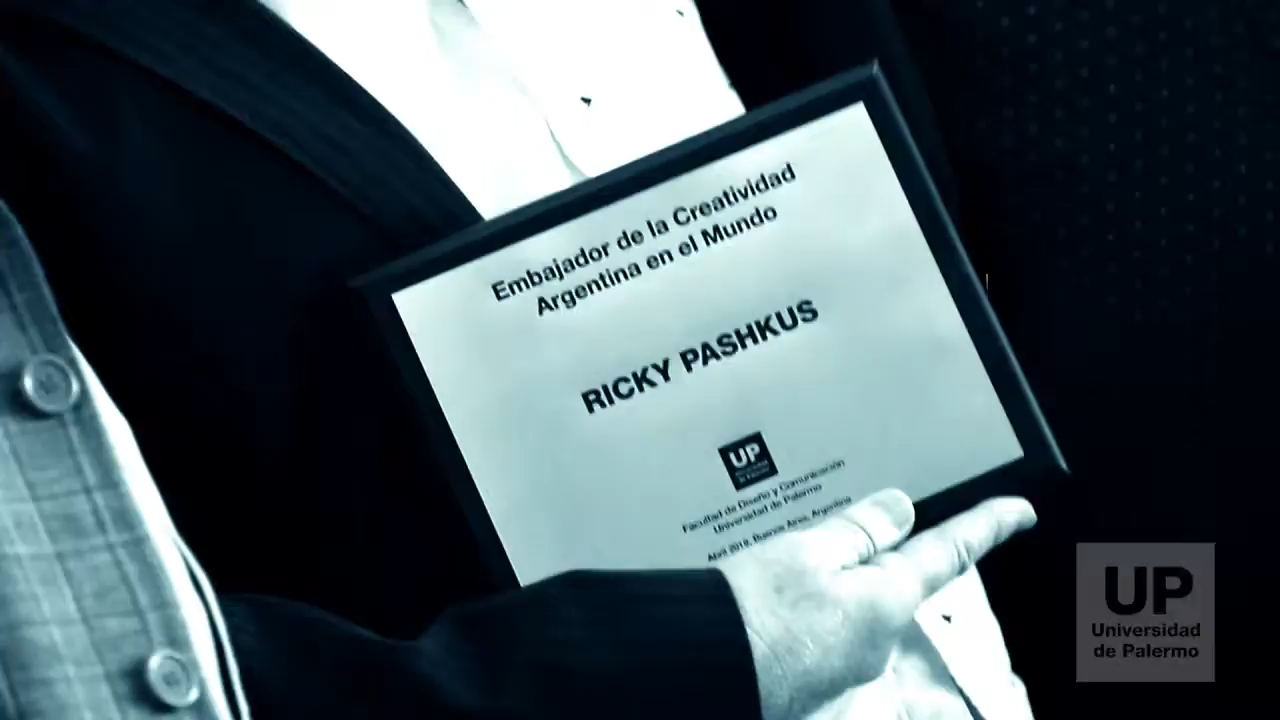 Embajador de la Creatividad
Argentina en el Mundo
RICKY PASHKUS
UP
Facultad de Diseño y Comunicación
Universidad de Palermo
Buenos Aires, Argentina
UP
Universidad
de Palermo